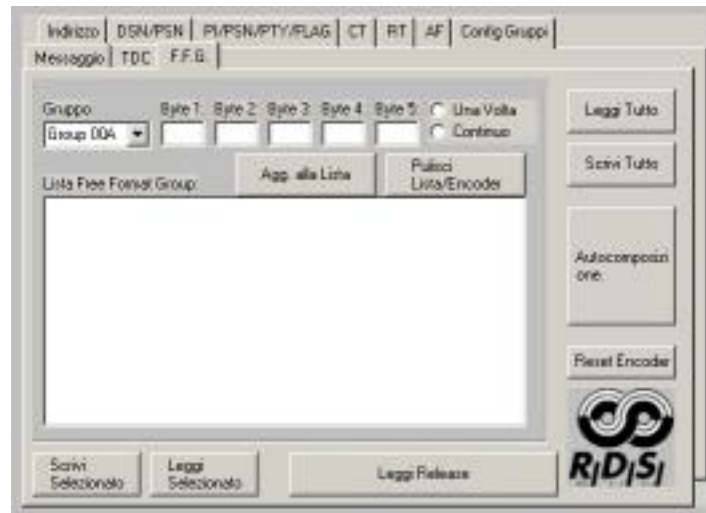 Indirizzo DSN/PSN PI/PSN/PTY/FLAG CT RT AF Config Gruppi
Messaggio TDC F.F.G.
Gruppo Byte 1: Byte 2: Byte 3: Byte 4: Byte 5: Una Volta
Group 00A Continuo
Lista Free Format Group: Agg. alla Lista Pulisci
Lista/Encoder
Leggi Tutto
Scrivi Tutto
Autocomposizi
one.
Reset Encoder
Scrivi
Selezionato
Leggi
Selezionato
Leggi Release
R|D|S|